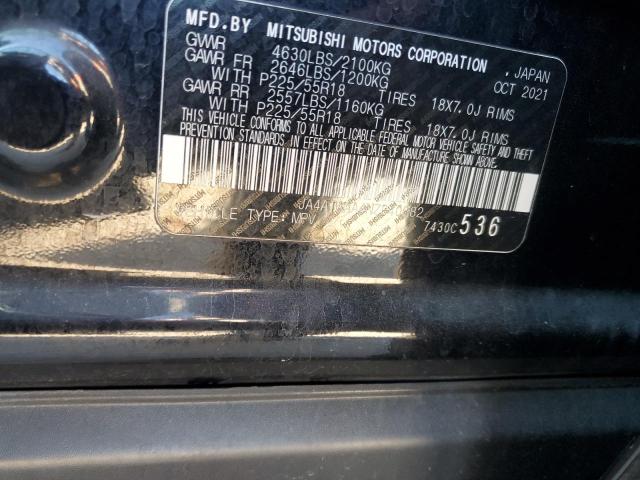 MFD.BY MITSUBISHI MOTORS CORPORATION , JAPAN
GVWR 4630LBS/2100KG OCT 2021
GAWR FR 2646LBS/1200KG
WITH P225/55R18 TIRES 18X7.0J RIMS
GAWR RR 2557LBS/1160KG
WITH P225/55R18 TIRES 18X7.0J RIMS
THIS VEHICLE CONFORMS TO ALL APPLICABLE FEDERAL MOTOR VEHICLE SAFETY AND THEFT
PREVENTION STANDARDS IN EFFECT ON THE DATE OF MANUFACTURE SHOWN ABOVE.
VEHICLE TYPE: MPV 7430C 536